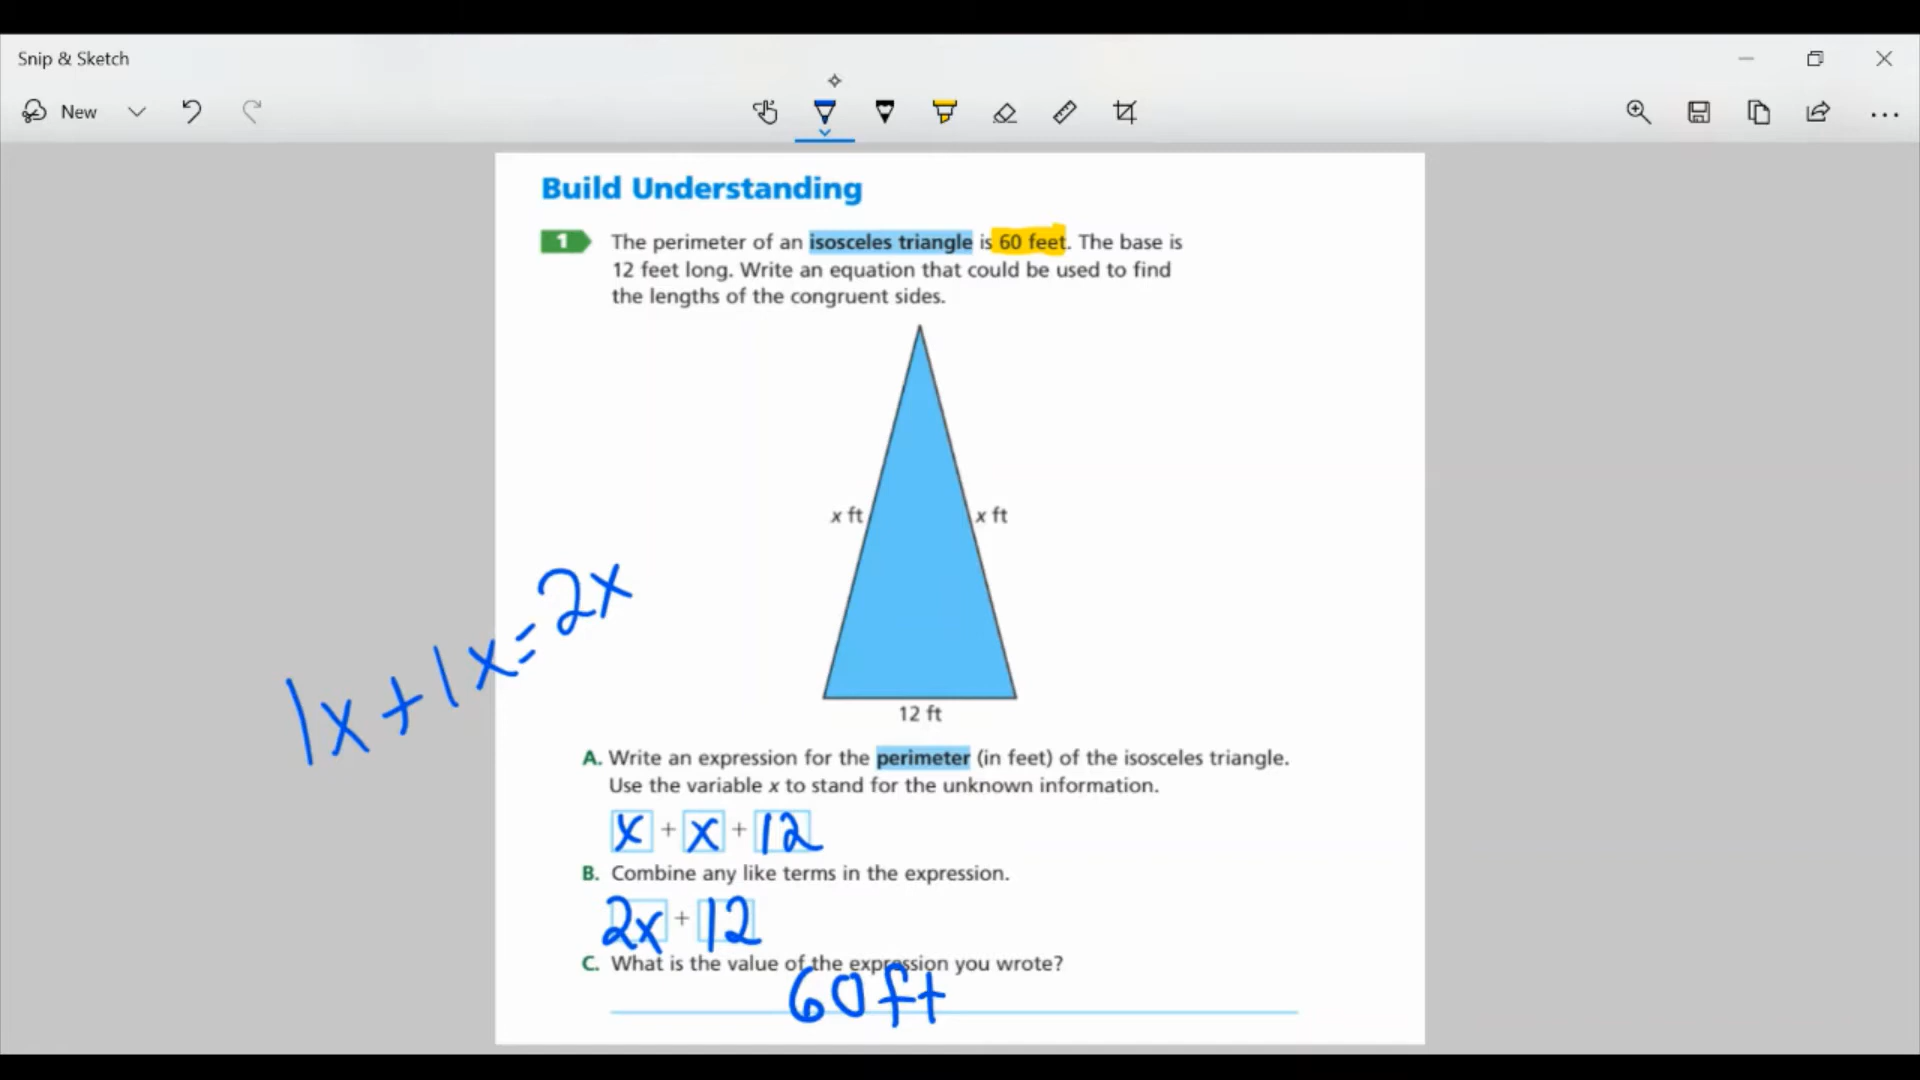 Snip & Sketch
New
Build Understanding
1 The perimeter of an isosceles triangle is 60 feet. The base is
12 feet long. Write an equation that could be used to find
the lengths of the congruent sides.
x ft
x ft
12 ft
1x+1x=2x
A. Write an expression for the perimeter (in feet) of the isosceles triangle.
Use the variable x to stand for the unknown information.
x + x + 12
B. Combine any like terms in the expression.
2x + 12
C. What is the value of the expression you wrote?
60ft